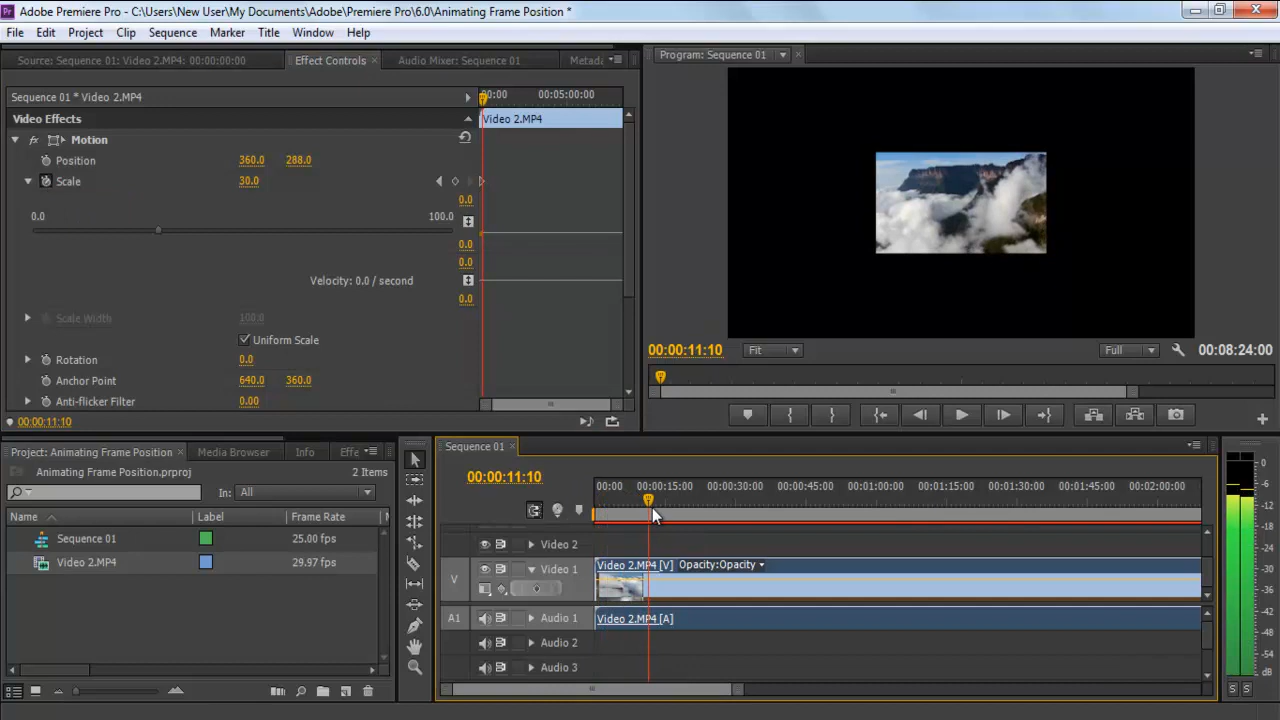 Pr Adobe Premiere Pro - C:\Users\New User\My Documents\Adobe\Premiere Pro\6.0\Animating Frame Position *
File Edit Project Clip Sequence Marker Title Window Help
Source: Sequence 01: Video 2.MP4: 00:00:00:00 Effect Controls Audio Mixer: Sequence 01 Metada
Program: Sequence 01
Sequence 01 * Video 2.MP4
:00:00 00:05:00:00
Video Effects
Video 2.MP4
fx Motion
Position 360.0 288.0
Scale 30.0
0.0
0.0 100.0
0.0
0.0
Velocity: 0.0 / second
0.0
Scale Width 100.0
Uniform Scale
Rotation 0.0
Anchor Point 640.0 360.0
Anti-flicker Filter 0.00
00:00:11:10
00:00:11:10 Fit Full 00:08:24:00
Project: Animating Frame Position Media Browser Info Effe
Animating Frame Position.prproj 2 Items
In: All
Name Label Frame Rate
Sequence 01 25.00 fps
Video 2.MP4 29.97 fps
Sequence 01
00:00:11:10
00:00 00:00:15:00 00:00:30:00 00:00:45:00 00:01:00:00 00:01:15:00 00:01:30:00 00:01:45:00 00:02:00:00
Video 2
V Video 1 Video 2.MP4 [V] Opacity:Opacity
A1 Audio 1 Video 2.MP4 [A]
Audio 2
Audio 3
0
-6
-12
-18
-24
-30
-36
-42
-48
-54
dB
S S